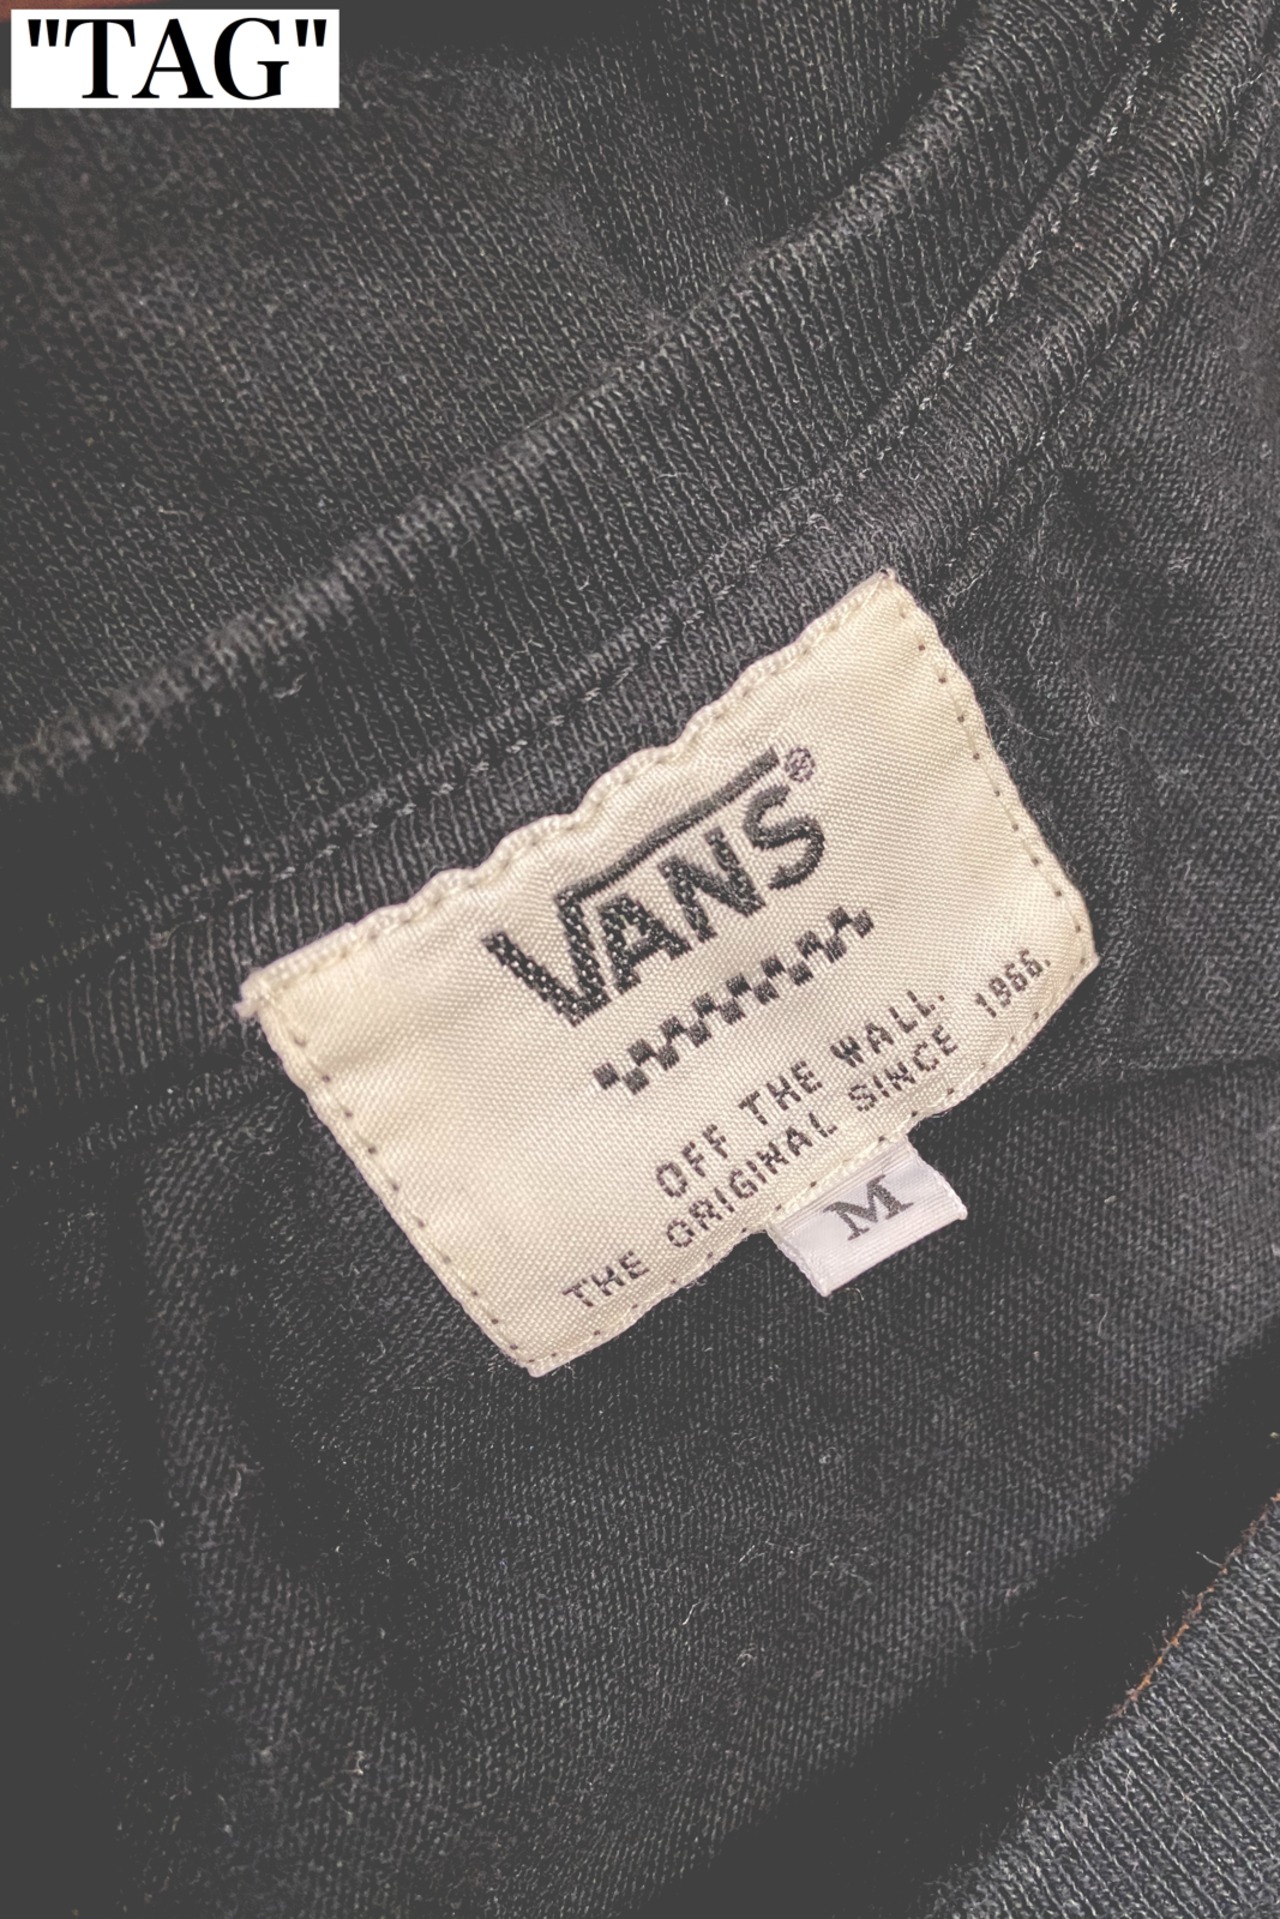 "TAG"
VANS®
OFF THE WALL.
THE ORIGINAL SINCE 1966.
M